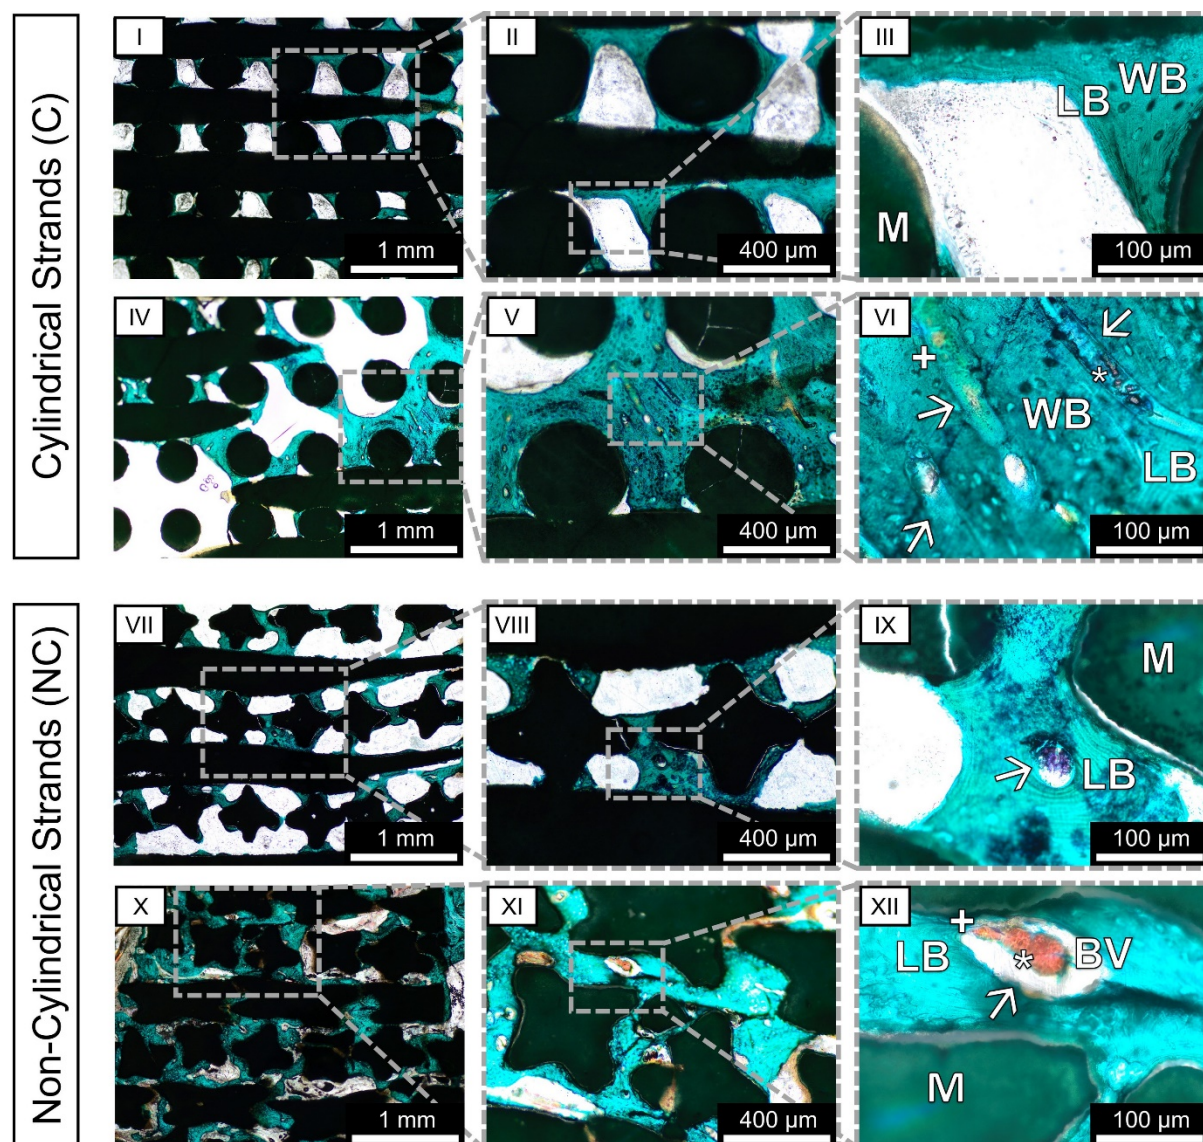 Cylindrical Strands (C)
I
1 mm
II
400 µm
III
WB
LB
M
100 µm
IV
1 mm
V
400 µm
VI
+
*
WB
LB
100 µm
Non-Cylindrical Strands (NC)
VII
1 mm
VIII
400 µm
IX
M
LB
100 µm
X
1 mm
XI
400 µm
XII
+
LB
*
BV
M
100 µm